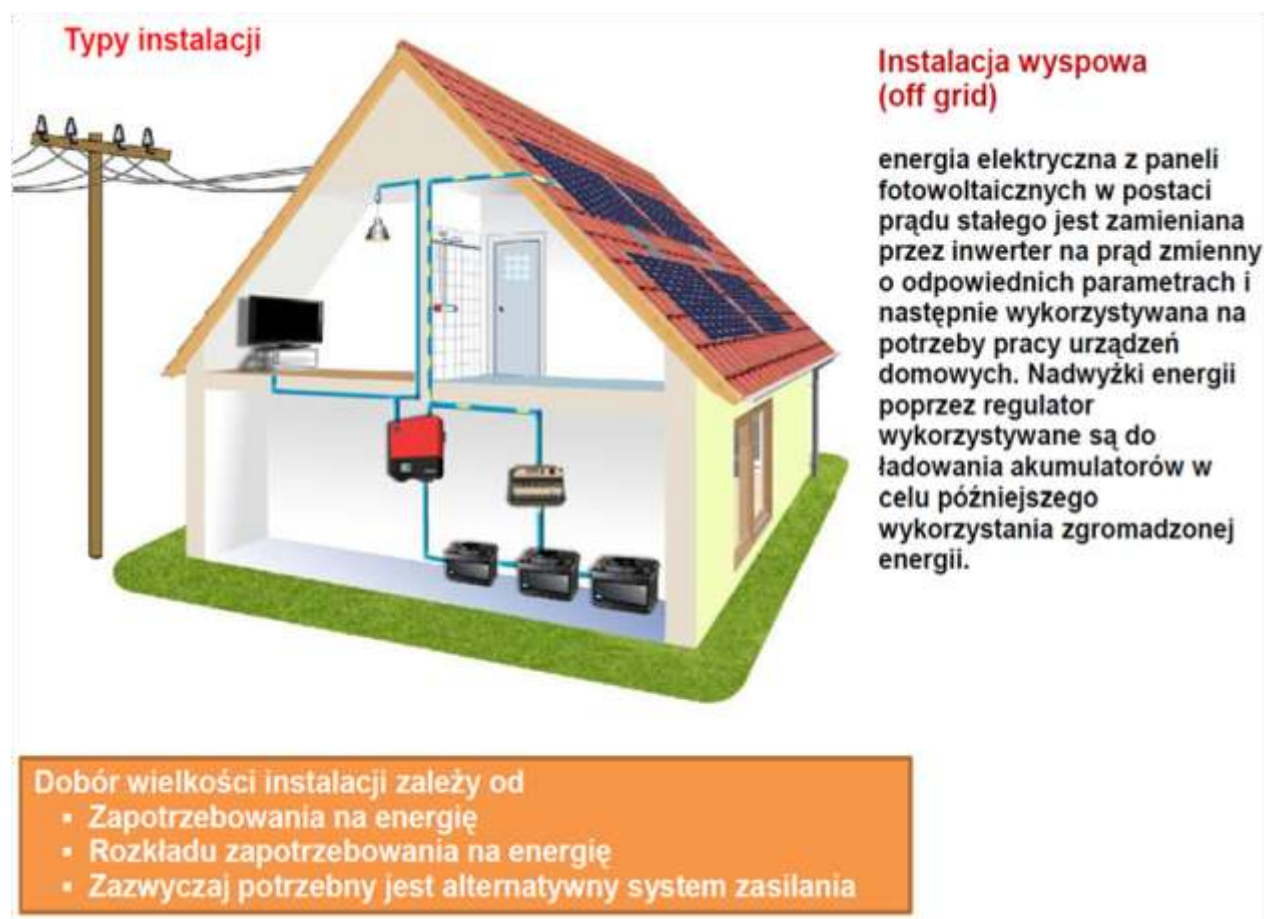 Typy instalacji
Instalacja wyspowa
(off grid)
energia elektryczna z paneli
fotowoltaicznych w postaci
prądu stałego jest zamieniana
przez inwerter na prąd zmienny
o odpowiednich parametrach i
następnie wykorzystywana na
potrzeby pracy urządzeń
domowych. Nadwyżki energii
poprzez regulator
wykorzystywane są do
ładowania akumulatorów w
celu późniejszego
wykorzystania zgromadzonej
energii.
Dobór wielkości instalacji zależy od
▪ Zapotrzebowania na energię
▪ Rozkładu zapotrzebowania na energię
▪ Zazwyczaj potrzebny jest alternatywny system zasilania